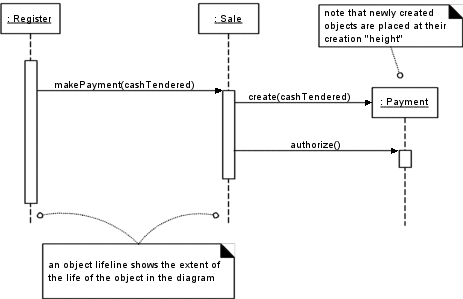 : Register
: Sale
note that newly created
objects are placed at their
creation "height"
makePayment(cashTendered)
create(cashTendered)
: Payment
authorize()
an object lifeline shows the extent of
the life of the object in the diagram